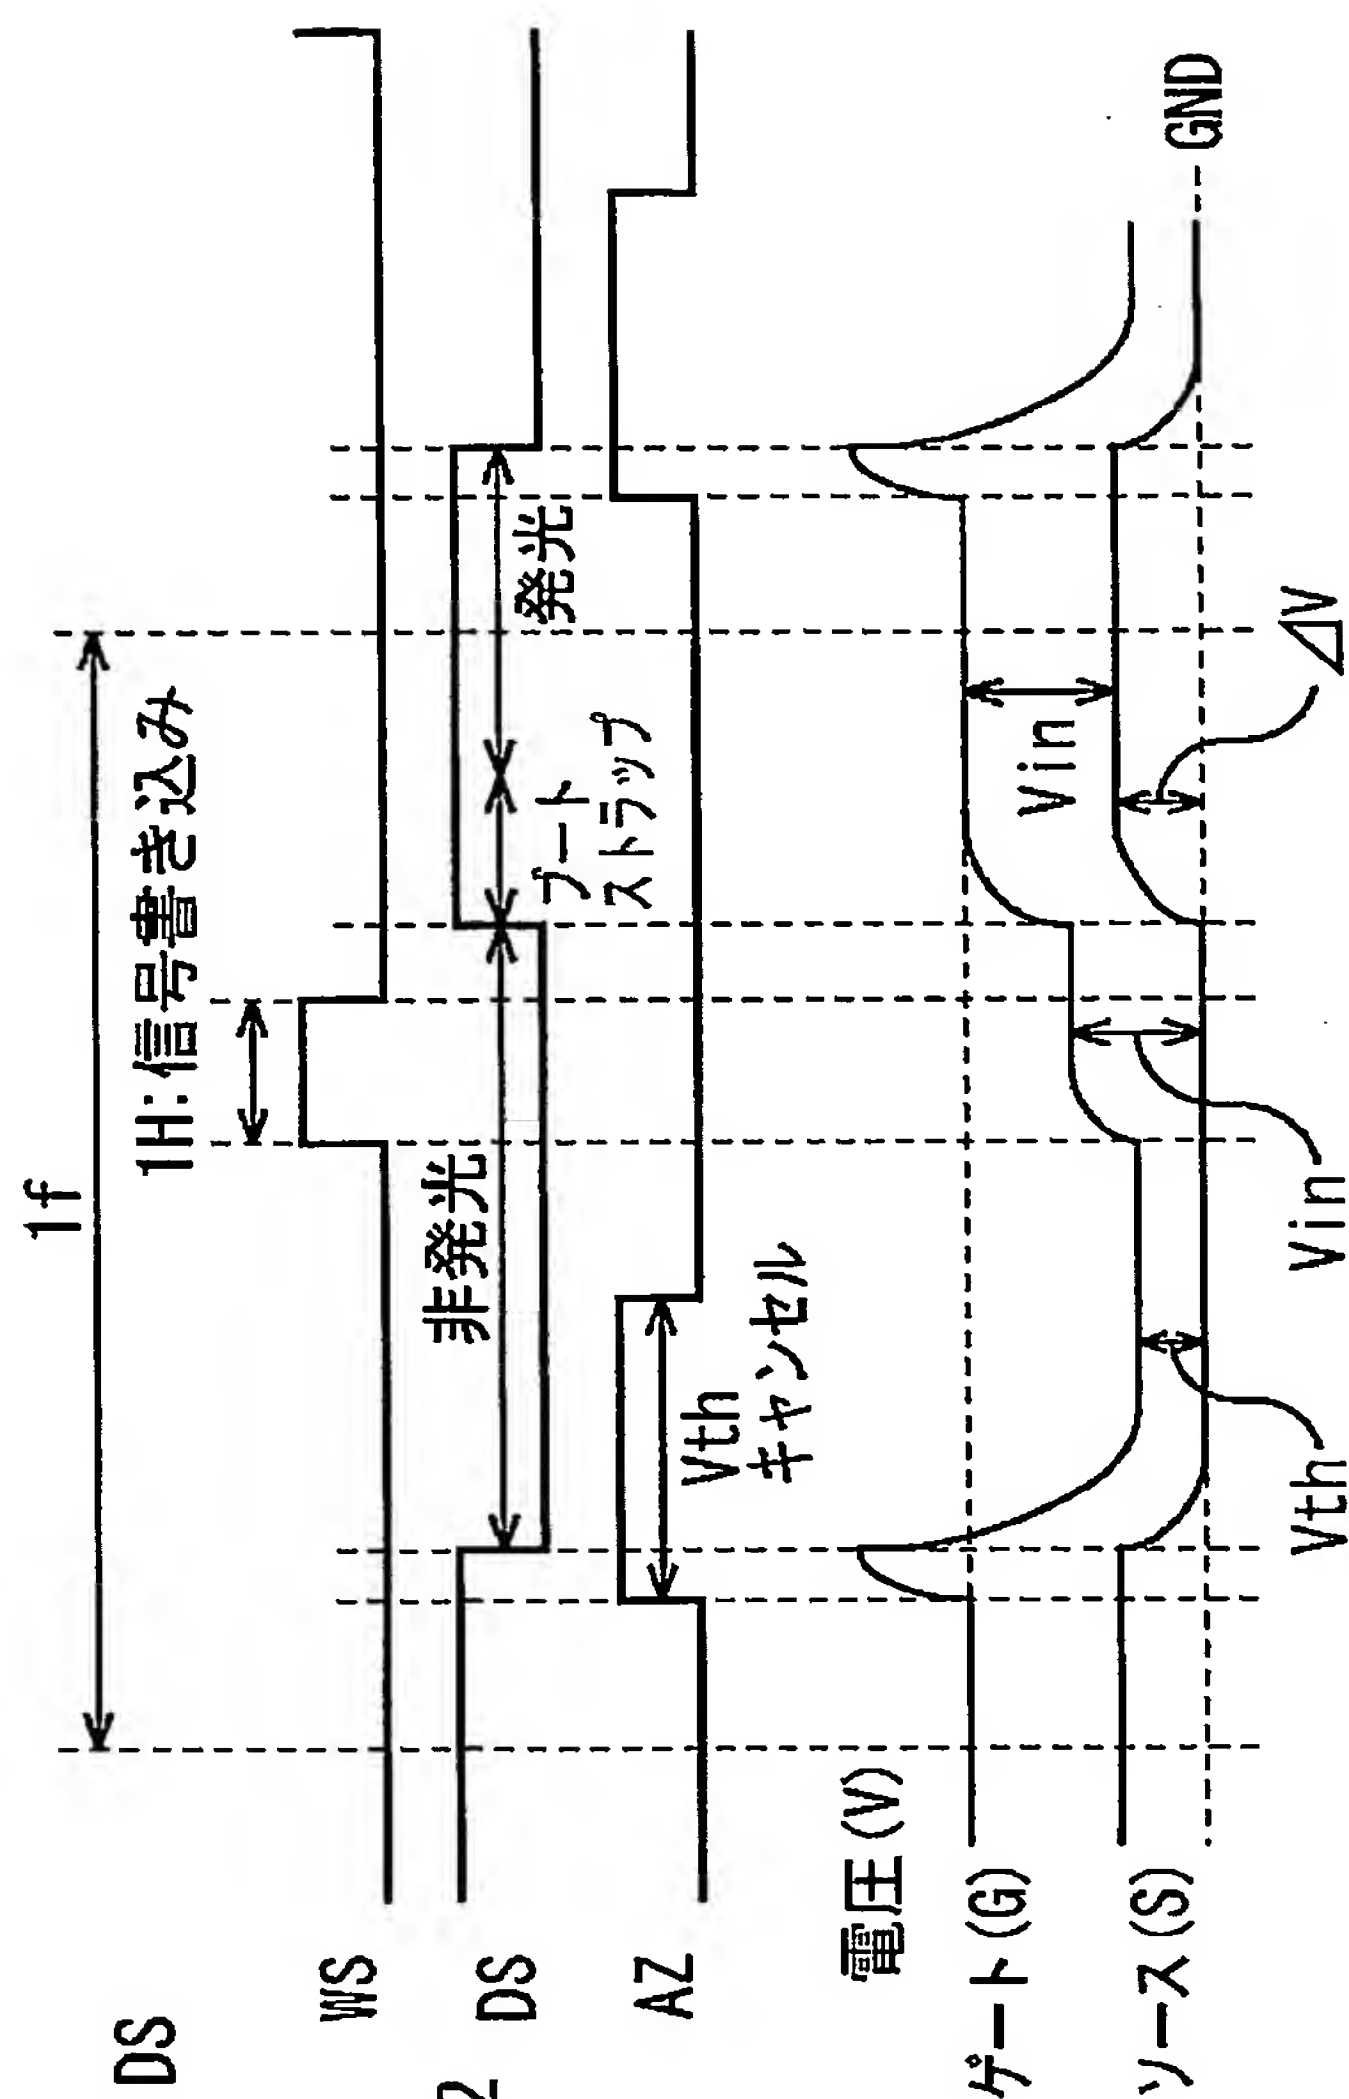 1f
1H:信号書き込み
DS
WS
非発光
ブート
ストラップ
発光
2
DS
AZ
Vth
キャンセル
電圧(V)
ゲート(G)
Vin
GND
ソース(S)
Vth
Vin
ΔV